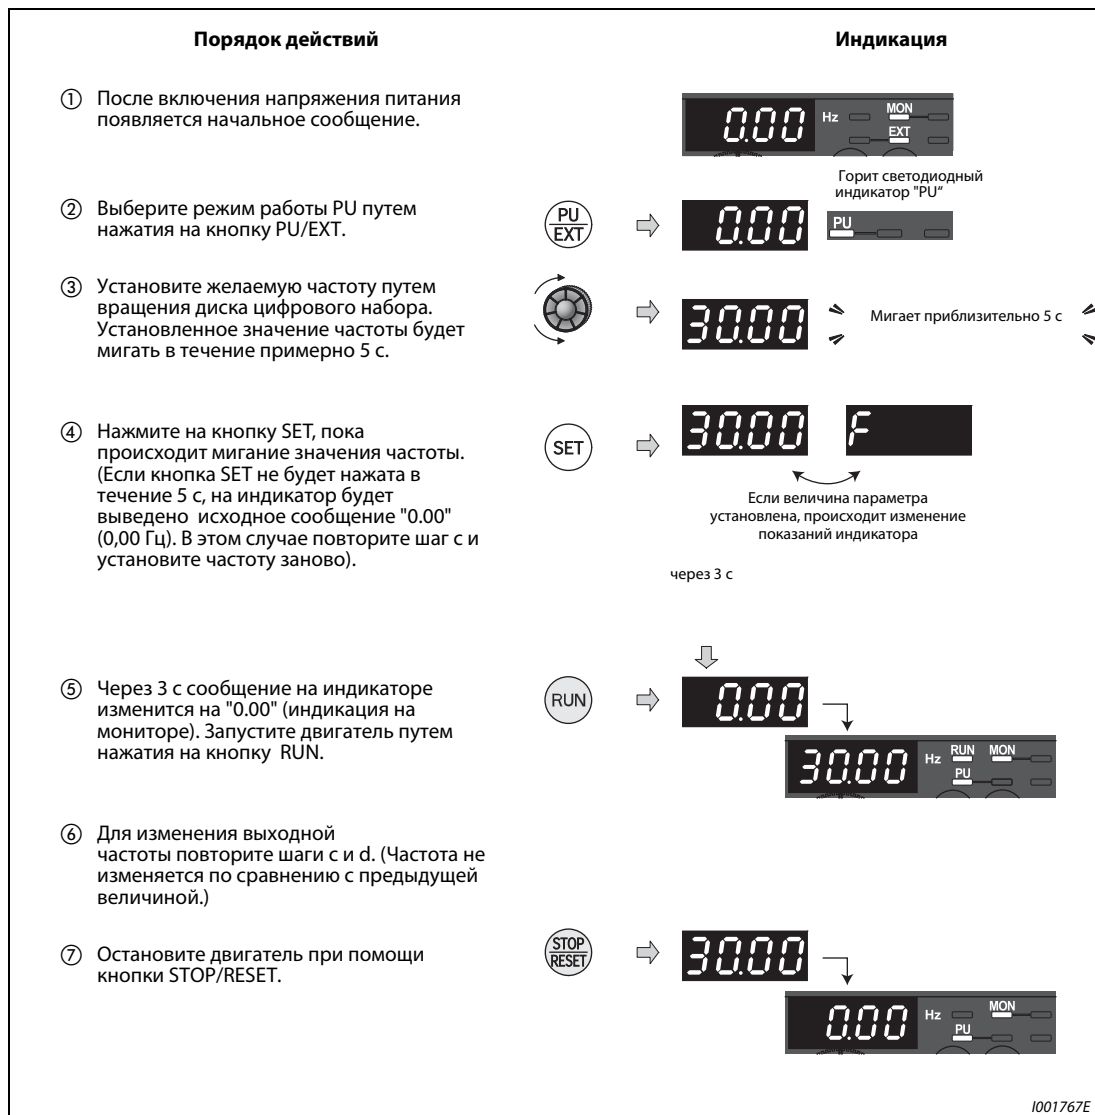 Порядок действий
Индикация
① После включения напряжения питания
появляется начальное сообщение.
0.00 Hz MON
EXT
Горит светодиодный
индикатор "PU“
② Выберите режим работы PU путем
нажатия на кнопку PU/EXT.
PU
EXT
0.00
PU
③ Установите желаемую частоту путем
вращения диска цифрового набора.
Установленное значение частоты будет
мигать в течение примерно 5 с.
30.00
Мигает приблизительно 5 с
④ Нажмите на кнопку SET, пока
происходит мигание значения частоты.
(Если кнопка SET не будет нажата в
течение 5 с, на индикатор будет
выведено исходное сообщение "0.00"
(0,00 Гц). В этом случае повторите шаг c и
установите частоту заново).
SET
30.00 F
Если величина параметра
установлена, происходит изменение
показаний индикатора
через 3 с
⑤ Через 3 с сообщение на индикаторе
изменится на "0.00" (индикация на
мониторе). Запустите двигатель путем
нажатия на кнопку RUN.
RUN
0.00
30.00 Hz RUN MON
PU
⑥ Для изменения выходной
частоты повторите шаги c и d. (Частота не
изменяется по сравнению с предыдущей
величиной.)
⑦ Остановите двигатель при помощи
кнопки STOP/RESET.
STOP
RESET
30.00
0.00 Hz MON
PU
I001767E